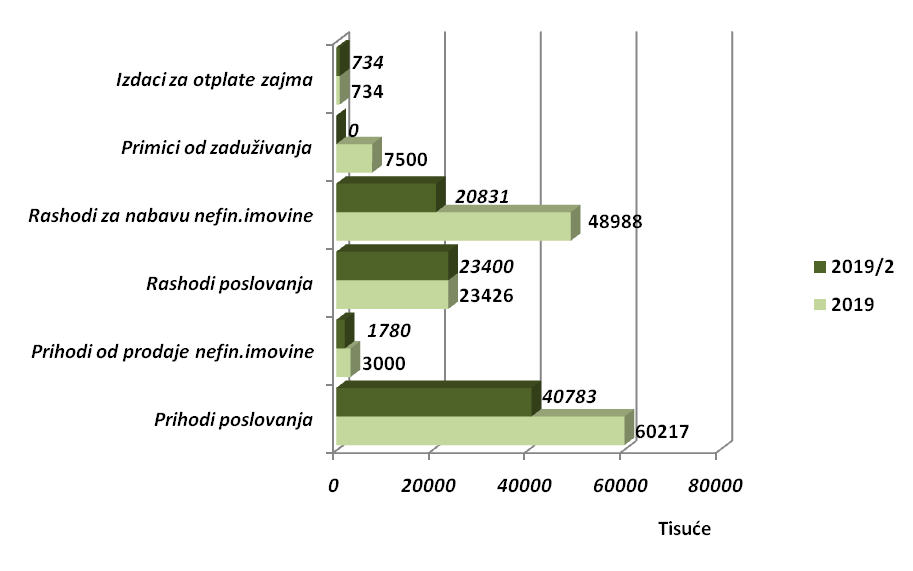 Izdaci za otplate zajma
734
734
Primici od zaduživanja
0
7500
Rashodi za nabavu nefin.imovine
20831
48988
Rashodi poslovanja
23400
23426
Prihodi od prodaje nefin.imovine
1780
3000
Prihodi poslovanja
40783
60217
0 20000 40000 60000 80000
Tisuće
2019/2
2019